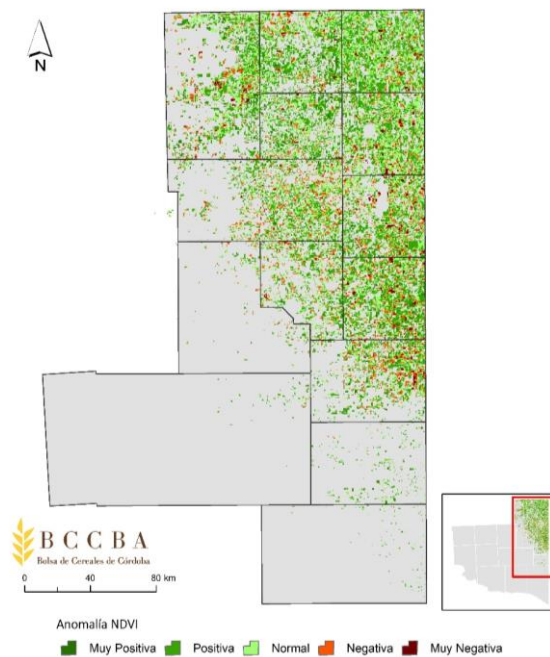 N
BCCBA
Bolsa de Cereales de Córdoba
0 40 80 km
Anomalía NDVI
Muy Positiva Positiva Normal Negativa Muy Negativa